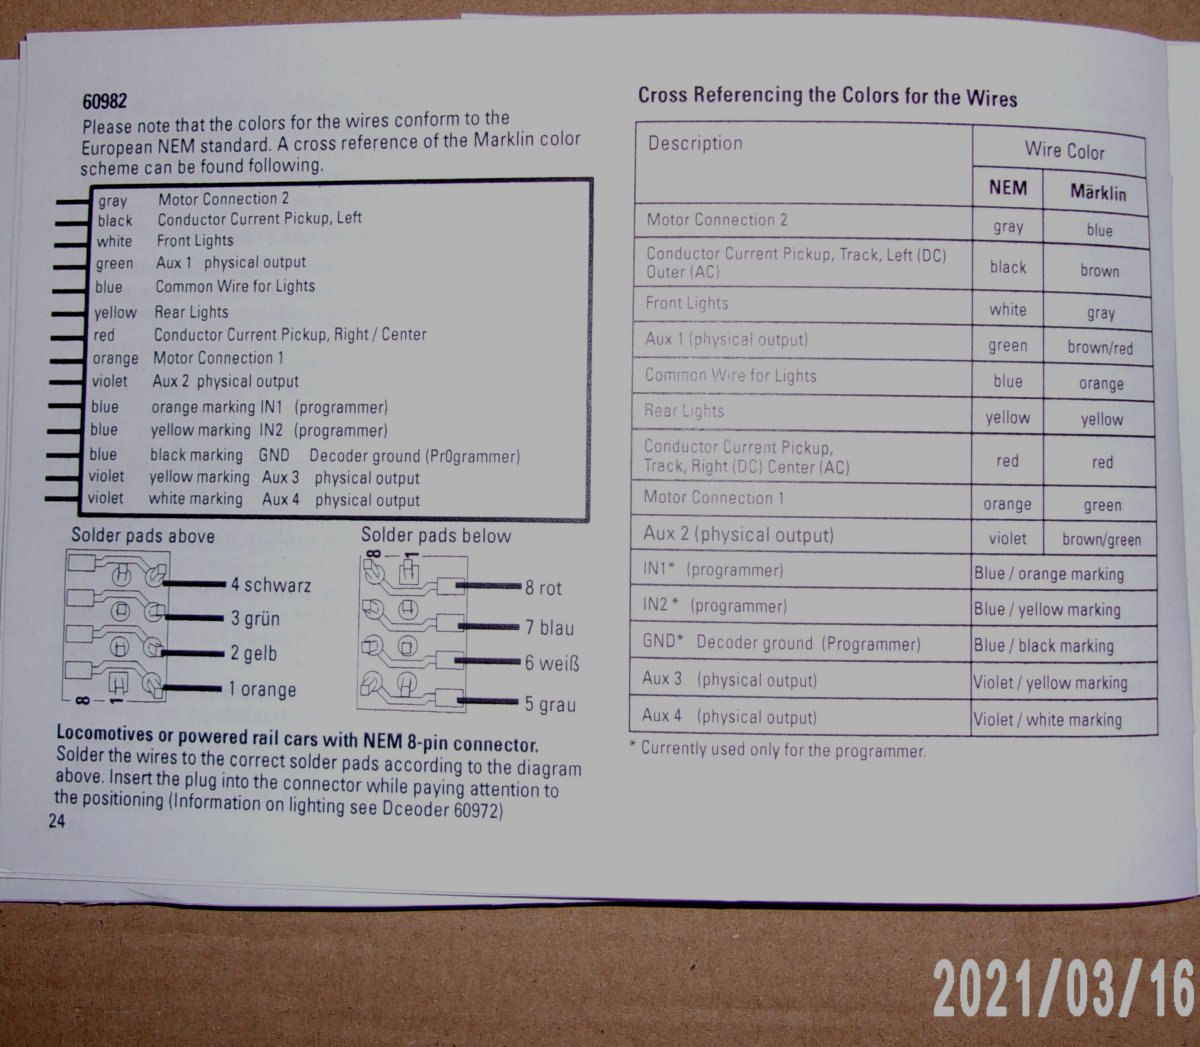 60982
Please note that the colors for the wires conform to the
European NEM standard. A cross reference of the Marklin color
scheme can be found following.
gray Motor Connection 2
black Conductor Current Pickup, Left
white Front Lights
green Aux 1 physical output
blue Common Wire for Lights
yellow Rear Lights
red Conductor Current Pickup, Right / Center
orange Motor Connection 1
violet Aux 2 physical output
blue orange marking IN1 (programmer)
blue yellow marking IN2 (programmer)
blue black marking GND Decoder ground (Pr0grammer)
violet yellow marking Aux 3 physical output
violet white marking Aux 4 physical output
Solder pads above
4 schwarz
3 grün
2 gelb
1 orange
8 – 1
Solder pads below
8 – 1
8 rot
7 blau
6 weiß
5 grau
Locomotives or powered rail cars with NEM 8-pin connector.
Solder the wires to the correct solder pads according to the diagram
above. Insert the plug into the connector while paying attention to
the positioning (Information on lighting see Dceoder 60972)
24
Cross Referencing the Colors for the Wires
Description Wire Color
NEM Märklin
Motor Connection 2 gray blue
Conductor Current Pickup, Track, Left (DC)
Outer (AC) black brown
Front Lights white gray
Aux 1 (physical output) green brown/red
Common Wire for Lights blue orange
Rear Lights yellow yellow
Conductor Current Pickup,
Track, Right (DC) Center (AC) red red
Motor Connection 1 orange green
Aux 2 (physical output) violet brown/green
IN1* (programmer) Blue / orange marking
IN2 * (programmer) Blue / yellow marking
GND* Decoder ground (Programmer) Blue / black marking
Aux 3 (physical output) Violet / yellow marking
Aux 4 (physical output) Violet / white marking
* Currently used only for the programmer.
2021/03/16